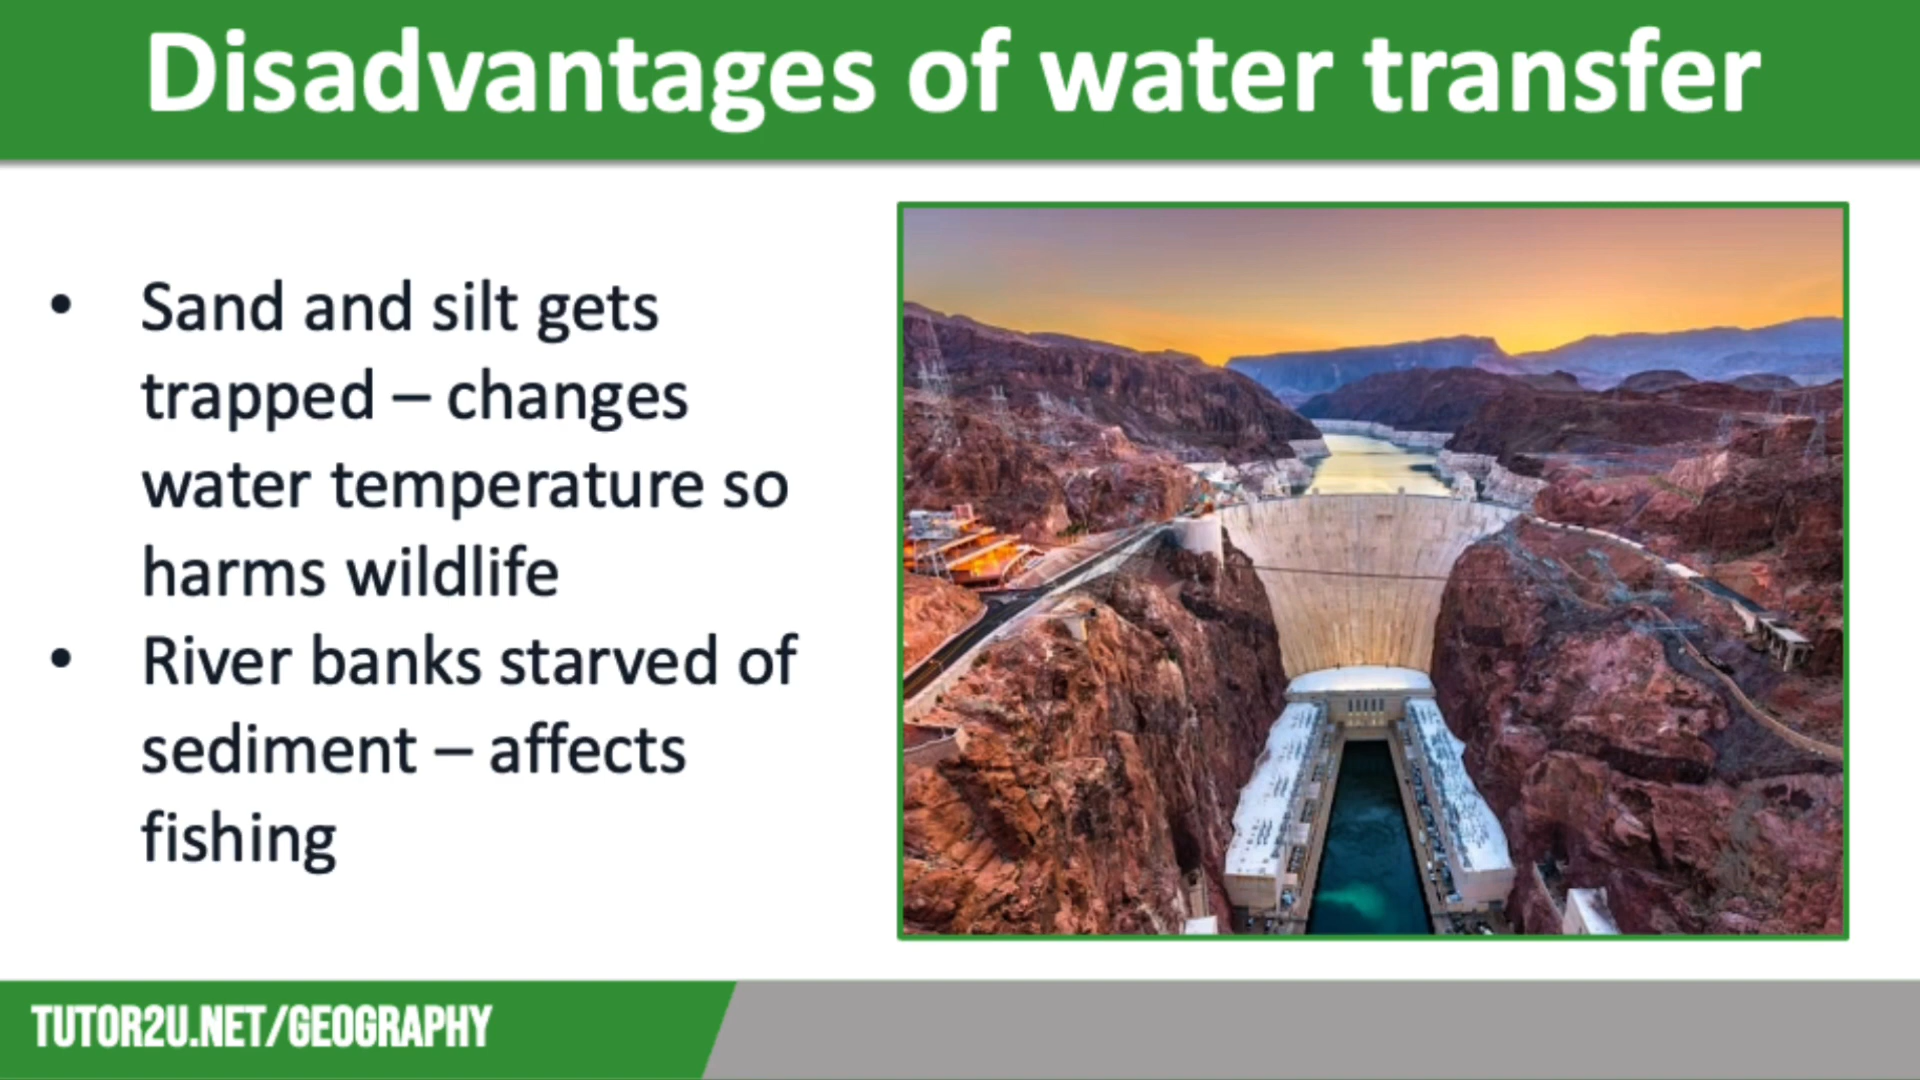 Disadvantages of water transfer
• Sand and silt gets
trapped – changes
water temperature so
harms wildlife
• River banks starved of
sediment – affects
fishing
TUTOR2U.NET/GEOGRAPHY